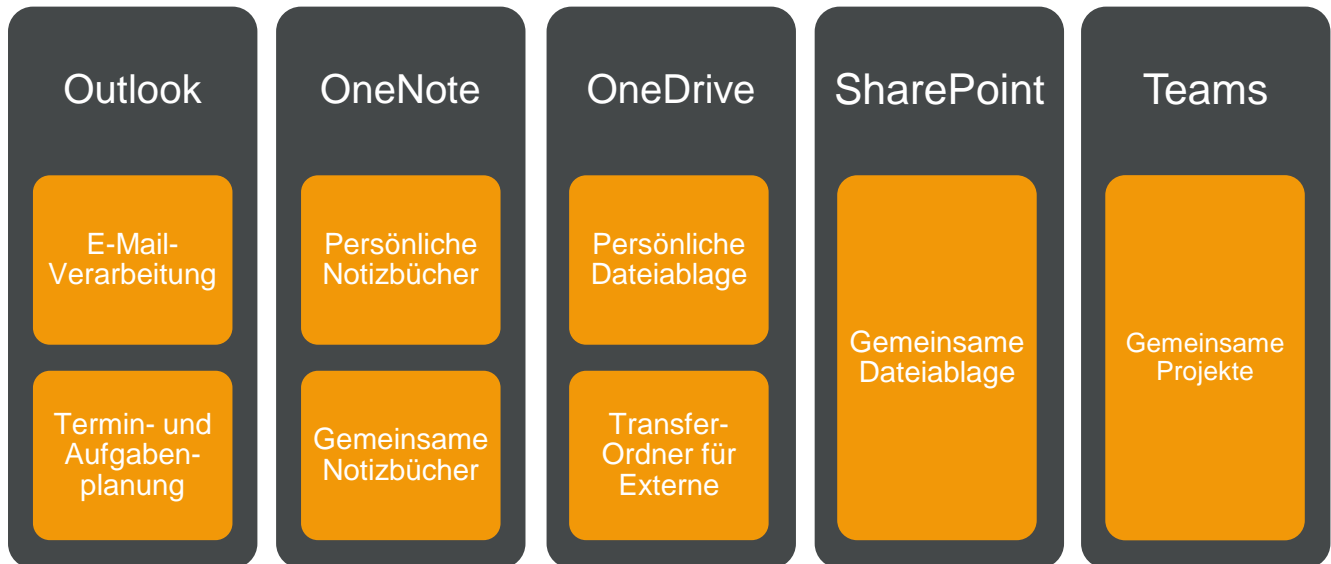 Outlook
OneNote
OneDrive
SharePoint
Teams
E-Mail-
Verarbeitung
Termin- und
Aufgaben-
planung
Persönliche
Notizbücher
Gemeinsame
Notizbücher
Persönliche
Dateiablage
Transfer-
Ordner für
Externe
Gemeinsame
Dateiablage
Gemeinsame
Projekte